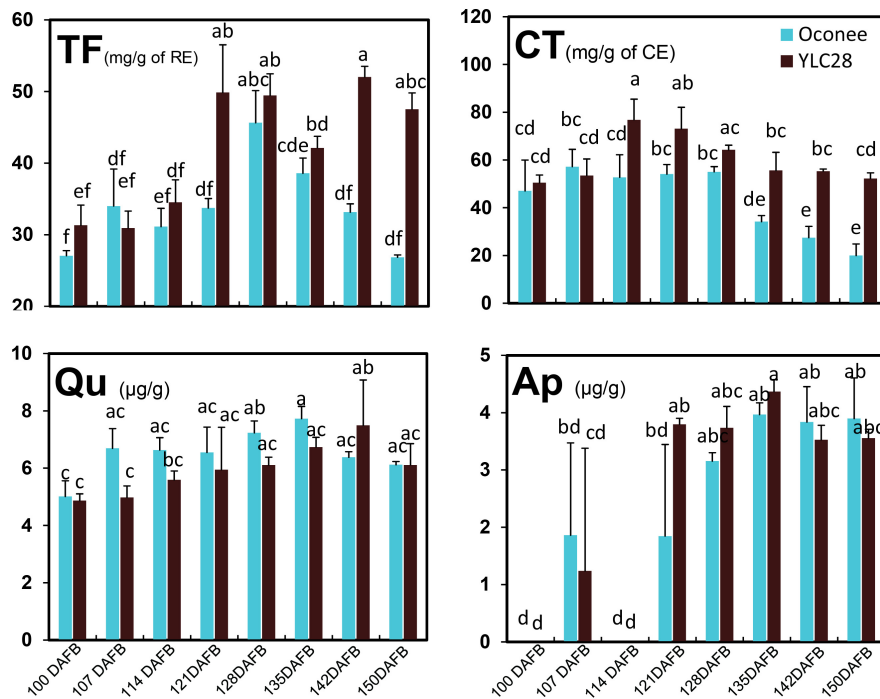 TF (mg/g of RE)
60
50
40
30
20
f
ef
df
ef
ef
df
df
ab
abc
ab
cde
bd
df
a
df
abc
CT (mg/g of CE)
Oconee
YLC28
120
100
80
60
40
20
0
cd
cd
bc
cd
cd
a
bc
ab
bc
ac
de
bc
e
bc
e
bc
Qu (µg/g)
10
8
6
4
2
0
c
c
ac
ac
ac
bc
ac
ac
ab
ac
a
ac
ac
ab
ac
ac
100 DAFB
107 DAFB
114 DAFB
121DAFB
128DAFB
135DAFB
142DAFB
150DAFB
Ap (µg/g)
5
4
3
2
1
0
d
d
bd
cd
d
d
bd
ab
abc
abc
ab
a
ab
abc
ab
abc
100 DAFB
107 DAFB
114 DAFB
121DAFB
128DAFB
135DAFB
142DAFB
150DAFB